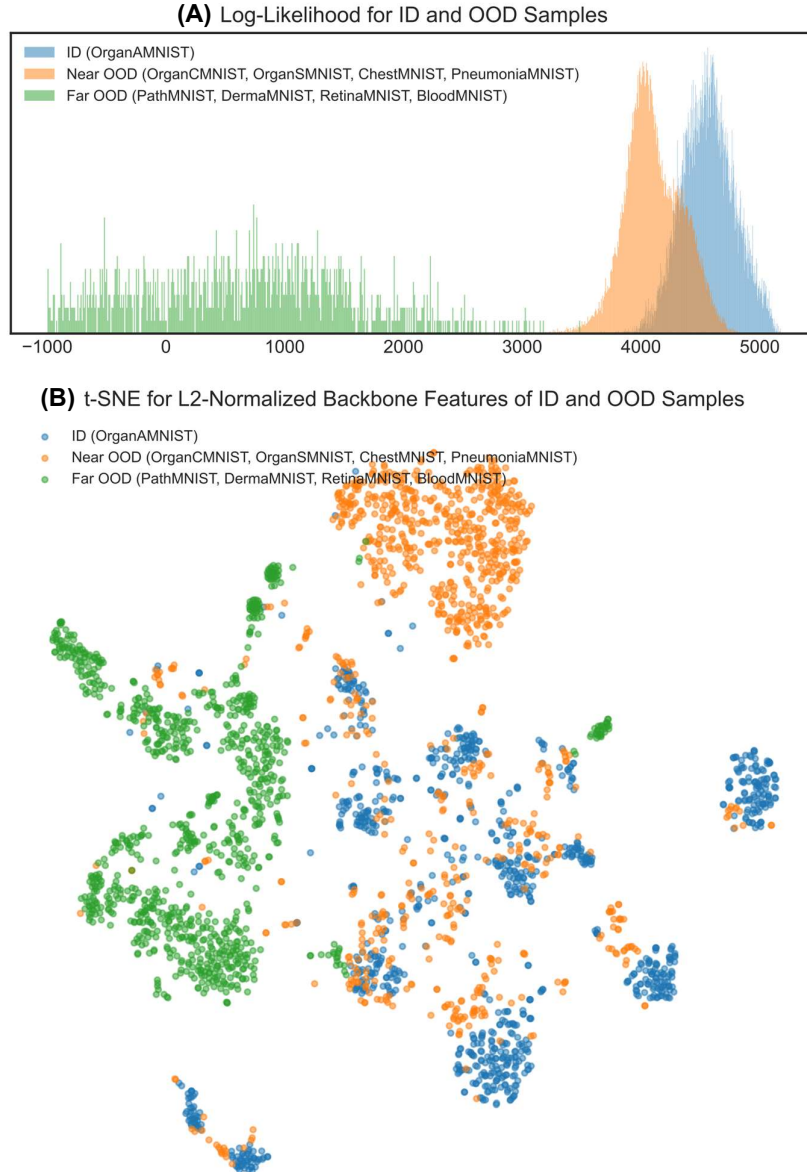 (A) Log-Likelihood for ID and OOD Samples
ID (OrganAMNIST)
Near OOD (OrganCMNIST, OrganSMNIST, ChestMNIST, PneumoniaMNIST)
Far OOD (PathMNIST, DermaMNIST, RetinaMNIST, BloodMNIST)
−1000 0 1000 2000 3000 4000 5000
(B) t-SNE for L2-Normalized Backbone Features of ID and OOD Samples
ID (OrganAMNIST)
Near OOD (OrganCMNIST, OrganSMNIST, ChestMNIST, PneumoniaMNIST)
Far OOD (PathMNIST, DermaMNIST, RetinaMNIST, BloodMNIST)